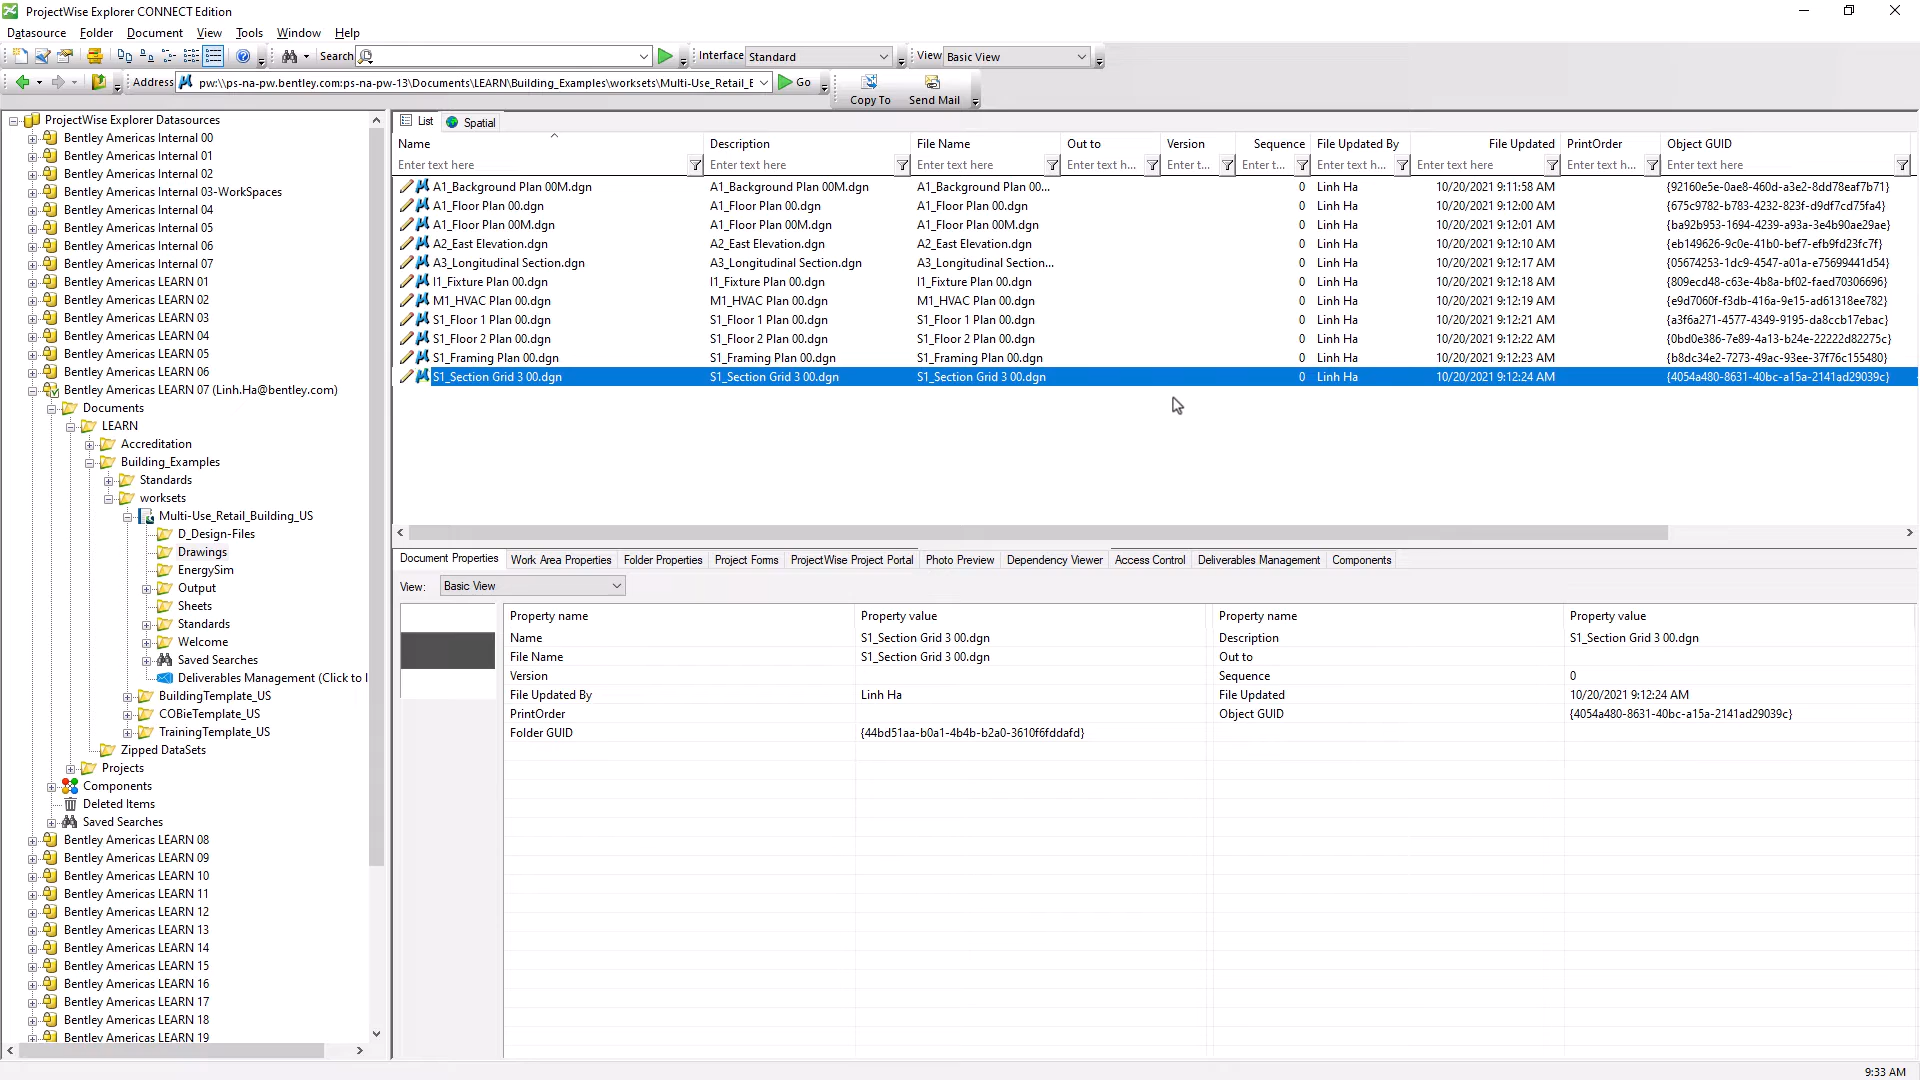 ProjectWise Explorer CONNECT Edition
Datasource Folder Document View Tools Window Help
Search Interface Standard View Basic View
Address pw:\\ps-na-pw.bentley.com:ps-na-pw-13\Documents\LEARN\Building_Examples\worksets\Multi-Use_Retail_E Go Copy To Send Mail
ProjectWise Explorer Datasources
Bentley Americas Internal 00
Bentley Americas Internal 01
Bentley Americas Internal 02
Bentley Americas Internal 03-WorkSpaces
Bentley Americas Internal 04
Bentley Americas Internal 05
Bentley Americas Internal 06
Bentley Americas Internal 07
Bentley Americas LEARN 01
Bentley Americas LEARN 02
Bentley Americas LEARN 03
Bentley Americas LEARN 04
Bentley Americas LEARN 05
Bentley Americas LEARN 06
Bentley Americas LEARN 07 (Linh.Ha@bentley.com)
Documents
LEARN
Accreditation
Building_Examples
Standards
worksets
Multi-Use_Retail_Building_US
D_Design-Files
Drawings
EnergySim
Output
Sheets
Standards
Welcome
Saved Searches
Deliverables Management (Click to l
BuildingTemplate_US
COBieTemplate_US
TrainingTemplate_US
Zipped DataSets
Projects
Components
Deleted Items
Saved Searches
Bentley Americas LEARN 08
Bentley Americas LEARN 09
Bentley Americas LEARN 10
Bentley Americas LEARN 11
Bentley Americas LEARN 12
Bentley Americas LEARN 13
Bentley Americas LEARN 14
Bentley Americas LEARN 15
Bentley Americas LEARN 16
Bentley Americas LEARN 17
Bentley Americas LEARN 18
Bentley Americas LEARN 19
List Spatial
Name Description File Name Out to Version Sequence File Updated By File Updated PrintOrder Object GUID
Enter text here Enter text here Enter text here Enter text h... Enter t... Enter t... Enter text h... Enter text here Enter text h... Enter text here
A1_Background Plan 00M.dgn A1_Background Plan 00M.dgn A1_Background Plan 00... 0 Linh Ha 10/20/2021 9:11:58 AM {92160e5e-0ae8-460d-a3e2-8dd78eaf7b71}
A1_Floor Plan 00.dgn A1_Floor Plan 00.dgn A1_Floor Plan 00.dgn 0 Linh Ha 10/20/2021 9:12:00 AM {675c9782-b783-4232-823f-d9df7cd75fa4}
A1_Floor Plan 00M.dgn A1_Floor Plan 00M.dgn A1_Floor Plan 00M.dgn 0 Linh Ha 10/20/2021 9:12:01 AM {ba92b953-1694-4239-a93a-3e4b90ae29ae}
A2_East Elevation.dgn A2_East Elevation.dgn A2_East Elevation.dgn 0 Linh Ha 10/20/2021 9:12:10 AM {eb149626-9c0e-41b0-bef7-efb9fd23fc7f}
A3_Longitudinal Section.dgn A3_Longitudinal Section.dgn A3_Longitudinal Section... 0 Linh Ha 10/20/2021 9:12:17 AM {05674253-1dc9-4547-a01a-e75699441d54}
I1_Fixture Plan 00.dgn I1_Fixture Plan 00.dgn I1_Fixture Plan 00.dgn 0 Linh Ha 10/20/2021 9:12:18 AM {809ecd48-c63e-4b8a-bf02-faed70306696}
M1_HVAC Plan 00.dgn M1_HVAC Plan 00.dgn M1_HVAC Plan 00.dgn 0 Linh Ha 10/20/2021 9:12:19 AM {e9d7060f-f3db-416a-9e15-ad61318ee782}
S1_Floor 1 Plan 00.dgn S1_Floor 1 Plan 00.dgn S1_Floor 1 Plan 00.dgn 0 Linh Ha 10/20/2021 9:12:21 AM {a3f6a271-4577-4349-9195-da8ccb17ebac}
S1_Floor 2 Plan 00.dgn S1_Floor 2 Plan 00.dgn S1_Floor 2 Plan 00.dgn 0 Linh Ha 10/20/2021 9:12:22 AM {0bd0e386-7e89-4a13-b24e-22222d82275c}
S1_Framing Plan 00.dgn S1_Framing Plan 00.dgn S1_Framing Plan 00.dgn 0 Linh Ha 10/20/2021 9:12:23 AM {b8dc34e2-7273-49ac-93ee-37f76c155480}
S1_Section Grid 3 00.dgn S1_Section Grid 3 00.dgn S1_Section Grid 3 00.dgn 0 Linh Ha 10/20/2021 9:12:24 AM {4054a480-8631-40bc-a15a-2141ad29039c}
Document Properties Work Area Properties Folder Properties Project Forms ProjectWise Project Portal Photo Preview Dependency Viewer Access Control Deliverables Management Components
View: Basic View
Property name Property value Property name Property value
Name S1_Section Grid 3 00.dgn Description S1_Section Grid 3 00.dgn
File Name S1_Section Grid 3 00.dgn Out to
Version Sequence 0
File Updated By Linh Ha File Updated 10/20/2021 9:12:24 AM
PrintOrder Object GUID {4054a480-8631-40bc-a15a-2141ad29039c}
Folder GUID {44bd51aa-b0a1-4b4b-b2a0-3610f6fddafd}
9:33 AM